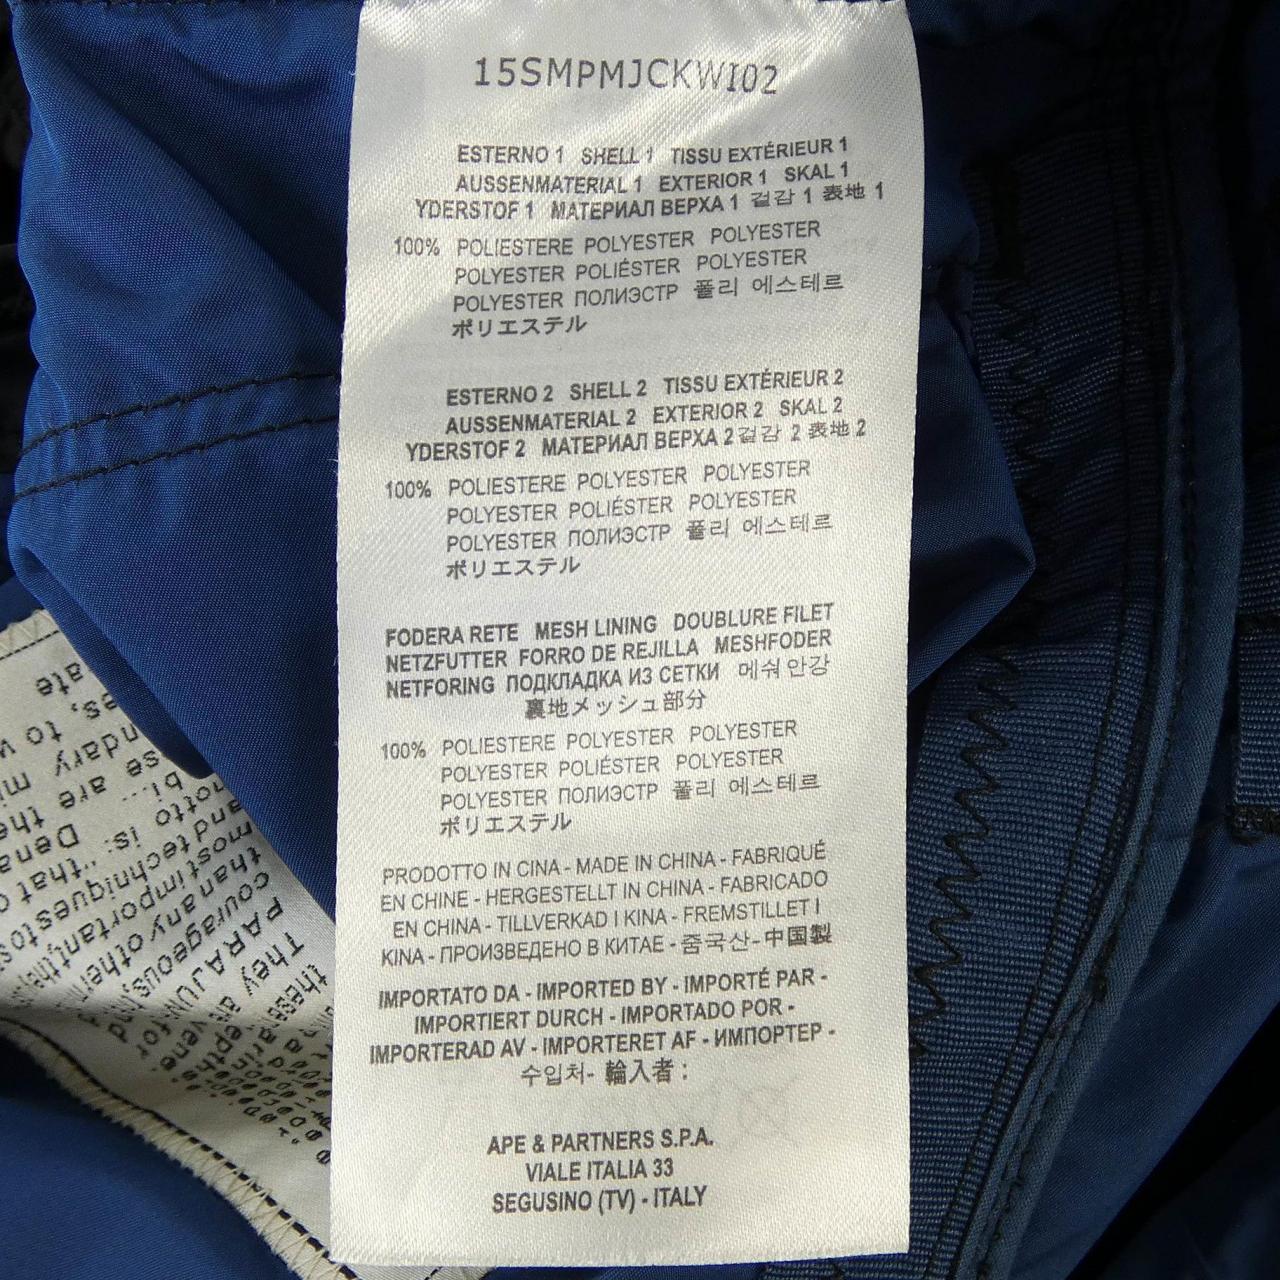 15SMPMJCKWI02
ESTERNO 1 SHELL 1 TISSU EXTÉRIEUR 1
AUSSENMATERIAL 1 EXTERIOR 1 SKAL 1
YDERSTOF 1 МАТЕРИАЛ ВЕРХА 1 겉감 1 表地 1
100% POLIESTERE POLYESTER POLYESTER
POLYESTER POLIÉSTER POLYESTER
POLYESTER ПОЛИЭСТР 폴리 에스테르
ポリエステル
ESTERNO 2 SHELL 2 TISSU EXTÉRIEUR 2
AUSSENMATERIAL 2 EXTERIOR 2 SKAL 2
YDERSTOF 2 МАТЕРИАЛ ВЕРХА 2 겉감 2 表地 2
100% POLIESTERE POLYESTER POLYESTER
POLYESTER POLIÉSTER POLYESTER
POLYESTER ПОЛИЭСТР 폴리 에스테르
ポリエステル
FODERA RETE MESH LINING DOUBLURE FILET
NETZFUTTER FORRO DE REJILLA MESHFODER
NETFORING ПОДКЛАДКА ИЗ СЕТКИ 메쉬 안감
裏地メッシュ部分
100% POLIESTERE POLYESTER POLYESTER
POLYESTER POLIÉSTER POLYESTER
POLYESTER ПОЛИЭСТР 폴리 에스테르
ポリエステル
PRODOTTO IN CINA - MADE IN CHINA - FABRIQUÉ
EN CHINE - HERGESTELLT IN CHINA - FABRICADO
EN CHINA - TILLVERKAD I KINA - FREMSTILLET I
KINA - ПРОИЗВЕДЕНО В КИТАЕ - 중국산 - 中国製
IMPORTATO DA - IMPORTED BY - IMPORTÉ PAR -
IMPORTIERT DURCH - IMPORTADO POR -
IMPORTERAD AV - IMPORTERET AF - ИМПОРТЕР -
수입처- 輸入者 :
APE & PARTNERS S.P.A.
VIALE ITALIA 33
SEGUSINO (TV) - ITALY